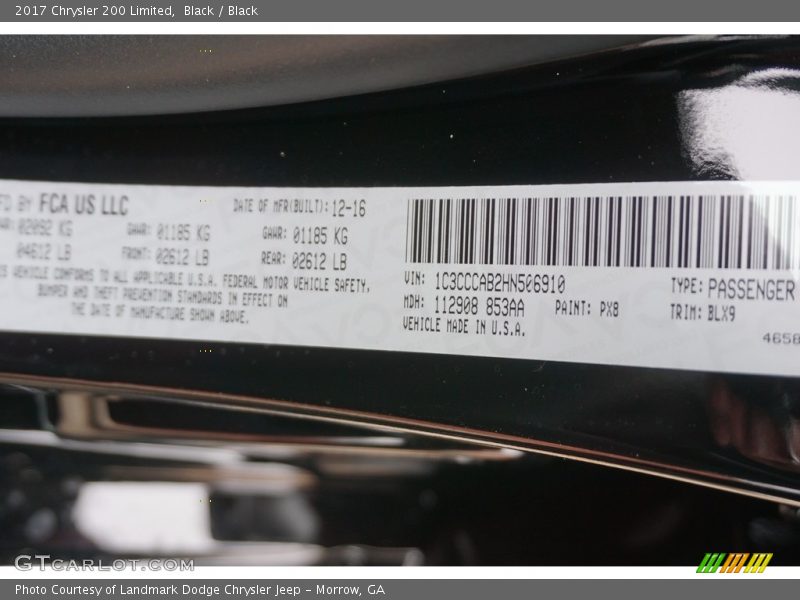 2017 Chrysler 200 Limited, Black / Black
FCA US LLC
DATE OF MFR(BUILT): 12-16
02092 KG
GAWR: 01185 KG
GAWR: 01185 KG
04612 LB
FRONT: 02612 LB
REAR: 02612 LB
VEHICLE CONFORMS TO ALL APPLICABLE U.S.A. FEDERAL MOTOR VEHICLE SAFETY,
BUMPER AND THEFT PREVENTION STANDARDS IN EFFECT ON
THE DATE OF MANUFACTURE SHOWN ABOVE.
VIN: 1C3CCCAB2HN506910
TYPE: PASSENGER
MDH: 112908 853AA
PAINT: PX8
TRIM: BLX9
VEHICLE MADE IN U.S.A.
4658
GTCARLOT.COM
Photo Courtesy of Landmark Dodge Chrysler Jeep – Morrow, GA